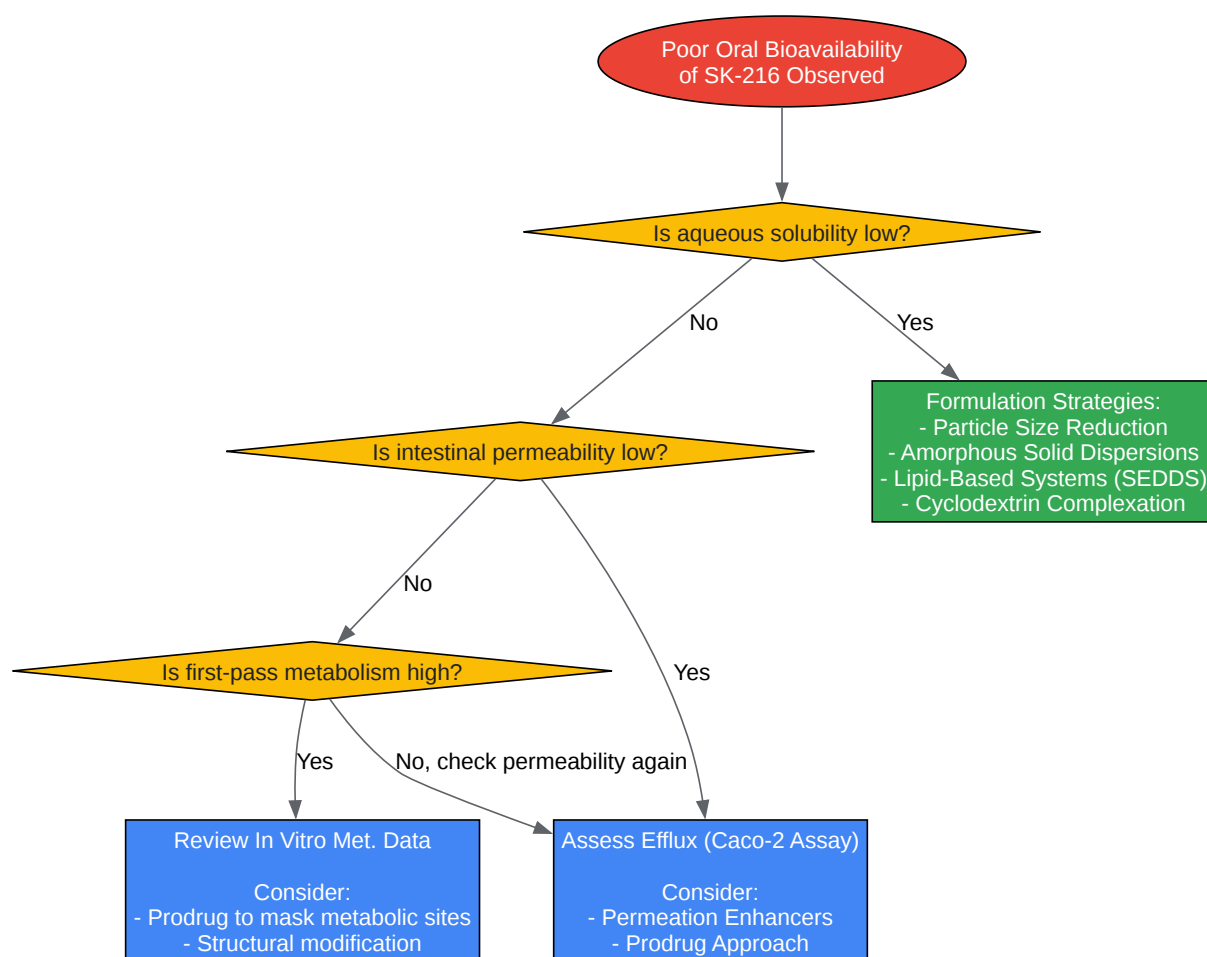 Poor Oral Bioavailability
of SK-216 Observed
Is aqueous solubility low?
No
Yes
Formulation Strategies:
- Particle Size Reduction
- Amorphous Solid Dispersions
- Lipid-Based Systems (SEDDS)
- Cyclodextrin Complexation
Is intestinal permeability low?
No
Yes
Is first-pass metabolism high?
Yes
No, check permeability again
Review In Vitro Met. Data
Consider:
- Prodrug to mask metabolic sites
- Structural modification
Assess Efflux (Caco-2 Assay)
Consider:
- Permeation Enhancers
- Prodrug Approach